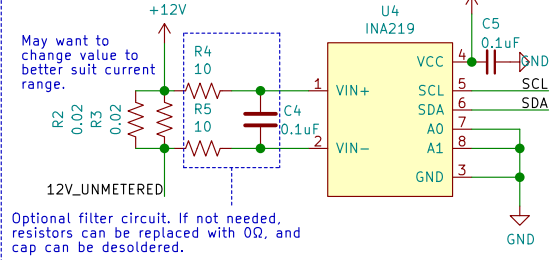 +12V
U4
INA219
May want to
change value to
better suit current
range.
R4
10
C5
0.1uF
VCC
4
GND
1
VIN+
SCL
5
SCL
R2
0.02
R3
0.02
R5
10
C4
0.1uF
SDA
6
SDA
A0
7
2
VIN-
A1
8
GND
3
12V_UNMETERED
Optional filter circuit. If not needed,
resistors can be replaced with 0Ω, and
cap can be desoldered.
GND